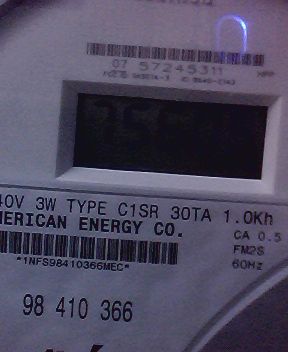 07 57245311
40V 3W TYPE C1SR 30TA 1.0Kh
MERICAN ENERGY CO.
CA 0.5
FM2S
60Hz
*1NFS98410366MEC*
98 410 366